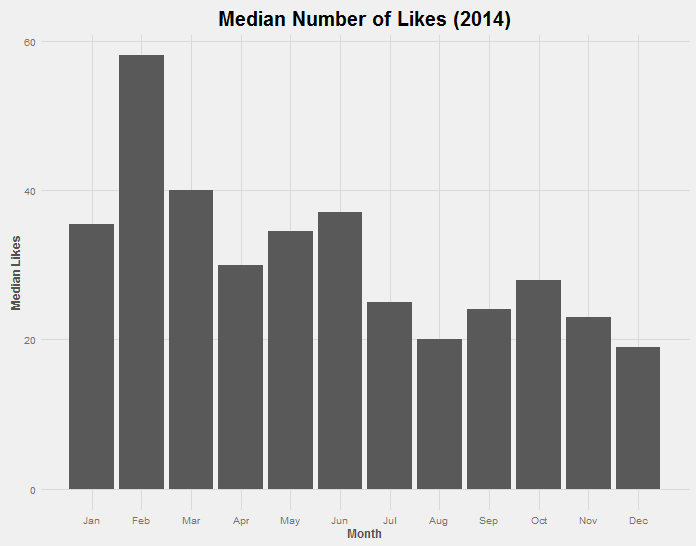 Median Number of Likes (2014)
60
40
20
0
Median Likes
Jan Feb Mar Apr May Jun Jul Aug Sep Oct Nov Dec
Month